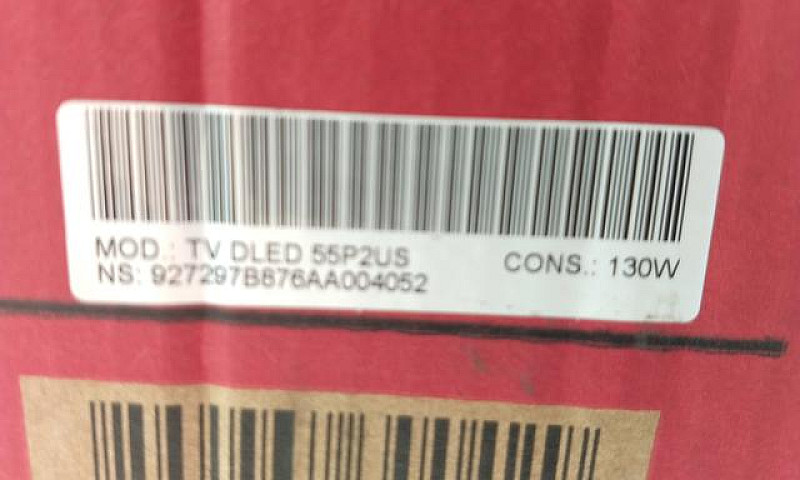 MOD.: TV DLED 55P2US CONS.: 130W
NS: 927297B876AA004052